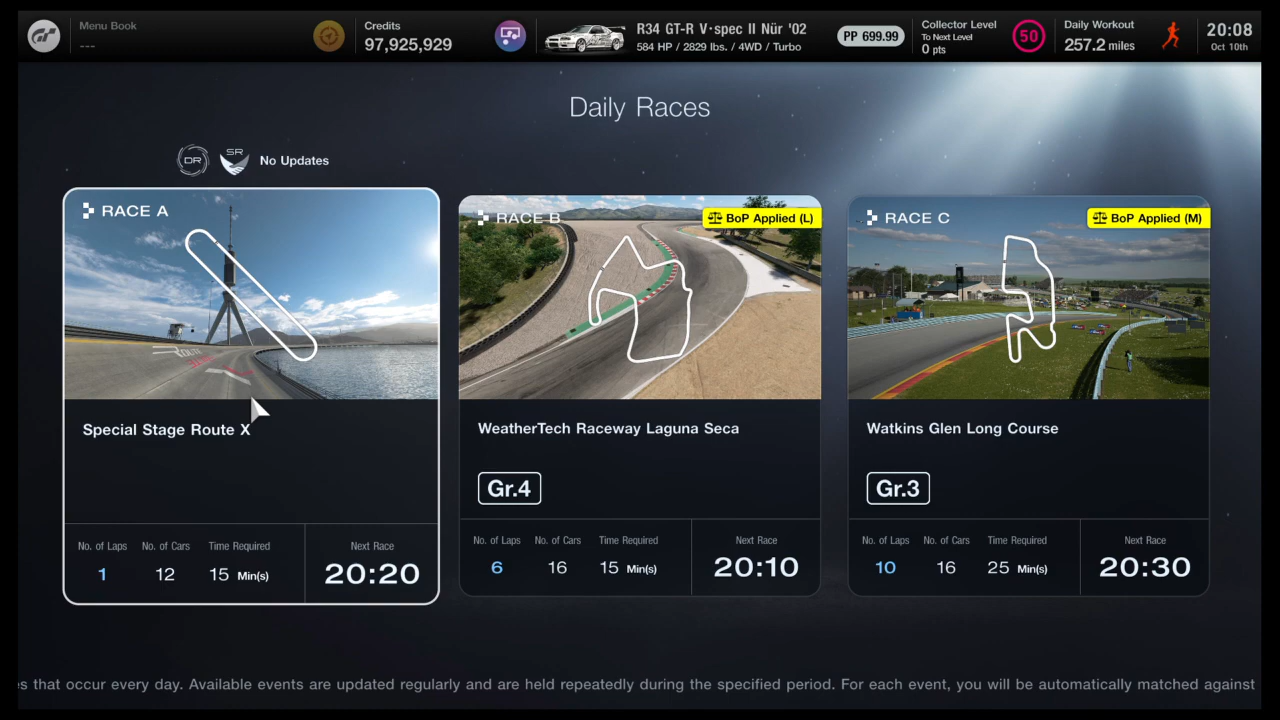 Menu Book
---
Credits
97,925,929
R34 GT-R V·spec II Nür '02
584 HP / 2829 lbs. / 4WD / Turbo
PP 699.99
Collector Level
To Next Level
0 pts
50
Daily Workout
257.2 miles
20:08
Oct 10th
Daily Races
DR
SR
No Updates
RACE A
ROUTE
X
Special Stage Route X
No. of Laps No. of Cars Time Required
1 12 15 Min(s)
Next Race
20:20
RACE B
BoP Applied (L)
WeatherTech Raceway Laguna Seca
Gr.4
No. of Laps No. of Cars Time Required
6 16 15 Min(s)
Next Race
20:10
RACE C
BoP Applied (M)
Watkins Glen Long Course
Gr.3
No. of Laps No. of Cars Time Required
10 16 25 Min(s)
Next Race
20:30
s that occur every day. Available events are updated regularly and are held repeatedly during the specified period. For each event, you will be automatically matched against